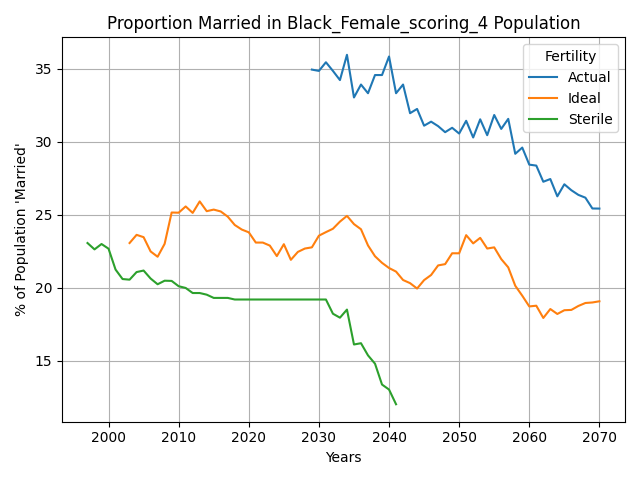 Proportion Married in Black_Female_scoring_4 Population
Fertility
Actual
Ideal
Sterile
% of Population 'Married'
35
30
25
20
15
2000 2010 2020 2030 2040 2050 2060 2070
Years